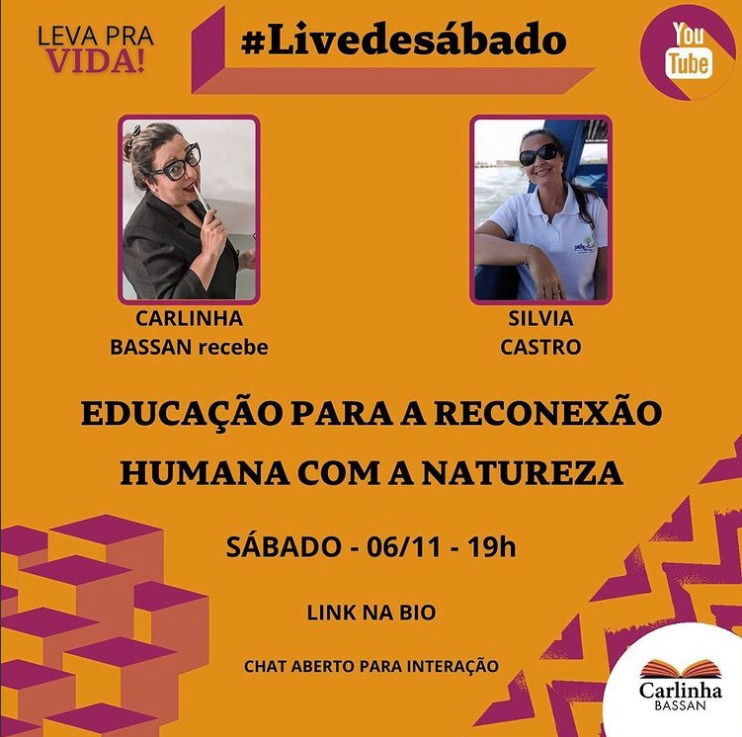 LEVA PRA
VIDA!
#Livedesábado
You
Tube
CARLINHA
BASSAN recebe
SILVIA
CASTRO
EDUCAÇÃO PARA A RECONEXÃO
HUMANA COM A NATUREZA
SÁBADO - 06/11 - 19h
LINK NA BIO
CHAT ABERTO PARA INTERAÇÃO
Carlinha
BASSAN